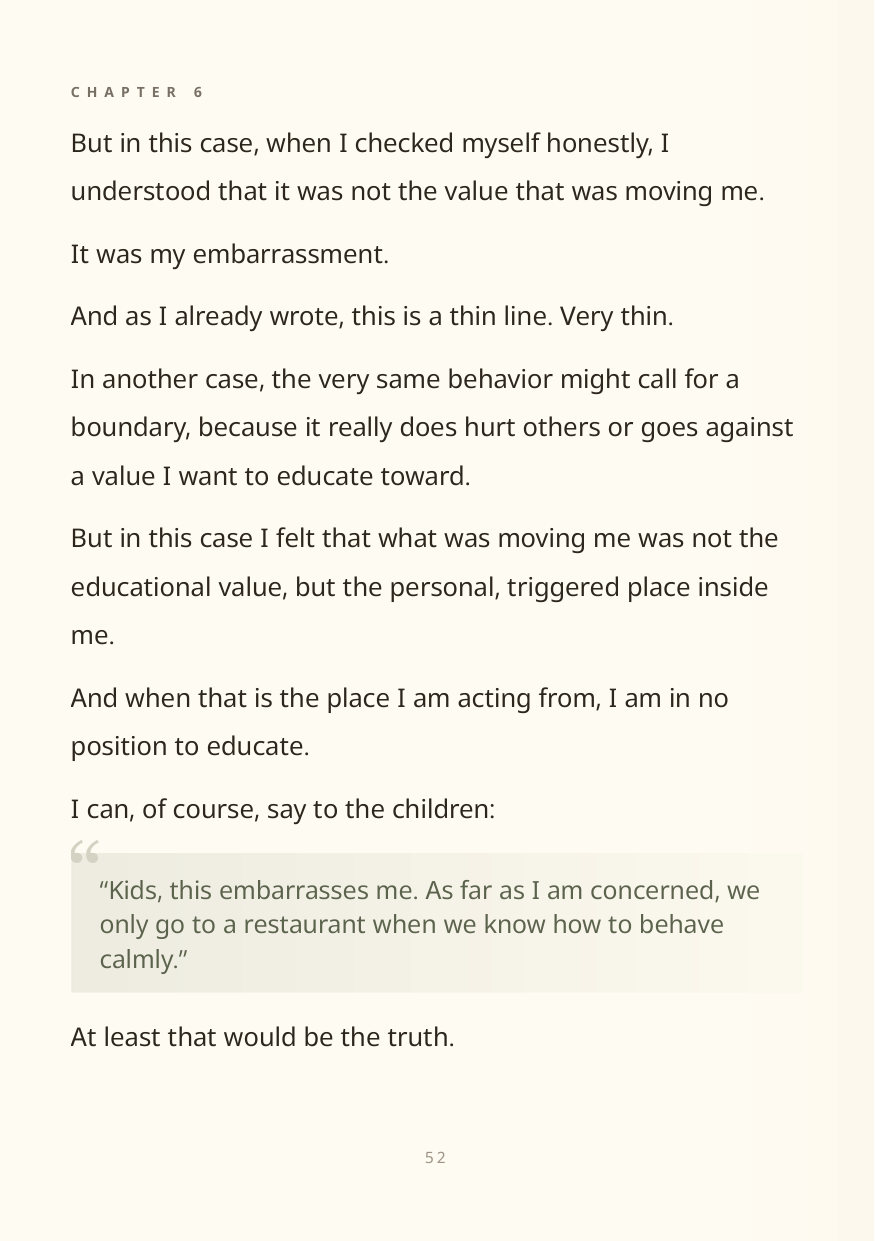 CHAPTER 6
But in this case, when I checked myself honestly, I
understood that it was not the value that was moving me.
It was my embarrassment.
And as I already wrote, this is a thin line. Very thin.
In another case, the very same behavior might call for a
boundary, because it really does hurt others or goes against
a value I want to educate toward.
But in this case I felt that what was moving me was not the
educational value, but the personal, triggered place inside
me.
And when that is the place I am acting from, I am in no
position to educate.
I can, of course, say to the children:
“
“Kids, this embarrasses me. As far as I am concerned, we
only go to a restaurant when we know how to behave
calmly.”
At least that would be the truth.
52